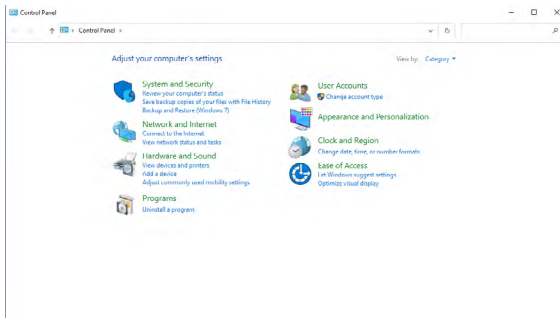 Control Panel
Control Panel
Adjust your computer's settings
View by: Category
System and Security
Review your computer's status
Save backup copies of your files with File History
Backup and Restore (Windows 7)
Network and Internet
Connect to the Internet
View network status and tasks
Hardware and Sound
View devices and printers
Add a device
Adjust commonly used mobility settings
Programs
Uninstall a program
User Accounts
Change account type
Appearance and Personalization
Clock and Region
Change date, time, or number formats
Ease of Access
Let Windows suggest settings
Optimize visual display